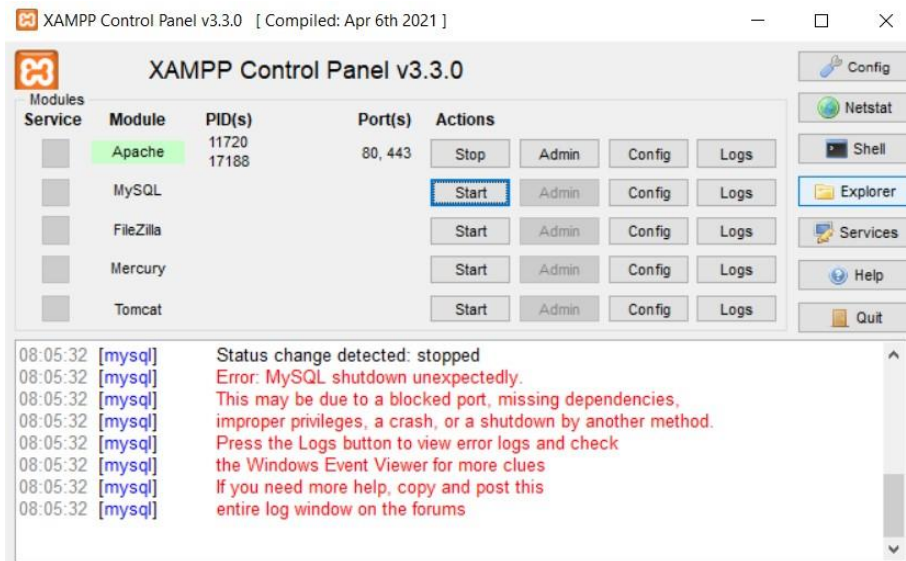 XAMPP Control Panel v3.3.0 [ Compiled: Apr 6th 2021 ]
XAMPP Control Panel v3.3.0
Config
Modules
Service Module PID(s) Port(s) Actions
Netstat
Apache 11720 17188 80, 443 Stop Admin Config Logs
Shell
MySQL Start Admin Config Logs
Explorer
FileZilla Start Admin Config Logs
Services
Mercury Start Admin Config Logs
Help
Tomcat Start Admin Config Logs
Quit
08:05:32 [mysql] Status change detected: stopped
08:05:32 [mysql] Error: MySQL shutdown unexpectedly.
08:05:32 [mysql] This may be due to a blocked port, missing dependencies,
08:05:32 [mysql] improper privileges, a crash, or a shutdown by another method.
08:05:32 [mysql] Press the Logs button to view error logs and check
08:05:32 [mysql] the Windows Event Viewer for more clues
08:05:32 [mysql] If you need more help, copy and post this
08:05:32 [mysql] entire log window on the forums